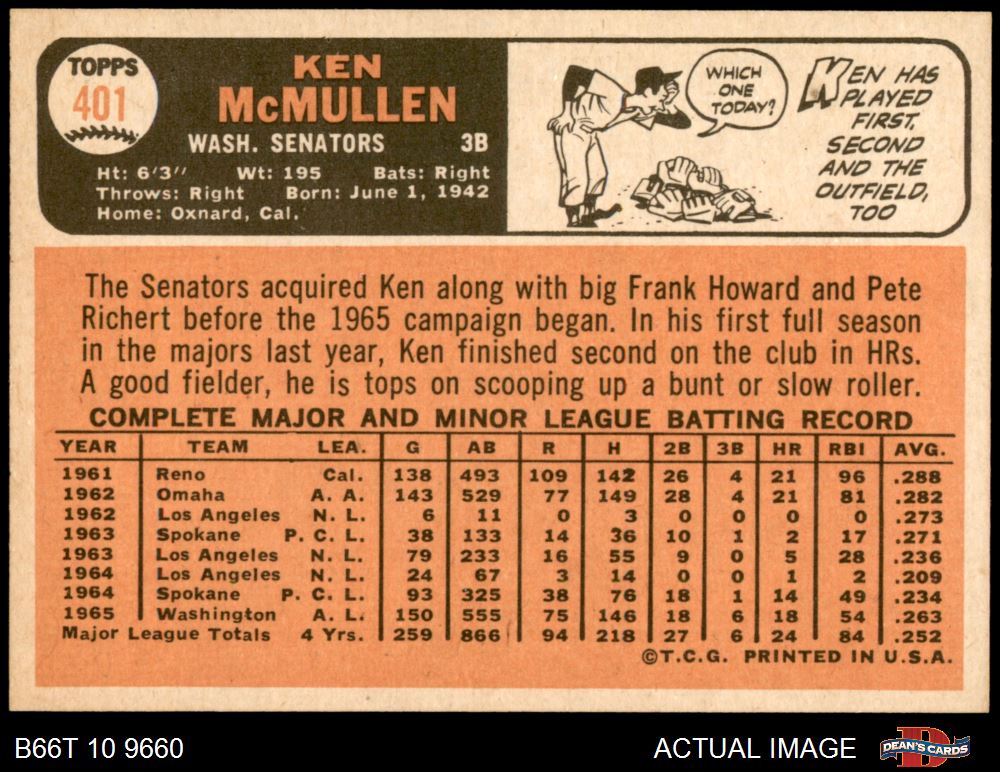 TOPPS
401
KEN
McMULLEN
WASH. SENATORS 3B
Ht: 6'3" Wt: 195 Bats: Right
Throws: Right Born: June 1, 1942
Home: Oxnard, Cal.
WHICH
ONE
TODAY?
KEN HAS
PLAYED
FIRST,
SECOND
AND THE
OUTFIELD,
TOO
The Senators acquired Ken along with big Frank Howard and Pete
Richert before the 1965 campaign began. In his first full season
in the majors last year, Ken finished second on the club in HRs.
A good fielder, he is tops on scooping up a bunt or slow roller.
COMPLETE MAJOR AND MINOR LEAGUE BATTING RECORD
YEAR TEAM LEA. G AB R H 2B 3B HR RBI AVG.
1961 Reno Cal. 138 493 109 142 26 4 21 96 .288
1962 Omaha A. A. 143 529 77 149 28 4 21 81 .282
1962 Los Angeles N. L. 6 11 0 3 0 0 0 0 .273
1963 Spokane P. C. L. 38 133 14 36 10 1 2 17 .271
1963 Los Angeles N. L. 79 233 16 55 9 0 5 28 .236
1964 Los Angeles N. L. 24 67 3 14 0 0 1 2 .209
1964 Spokane P. C. L. 93 325 38 76 18 1 14 49 .234
1965 Washington A. L. 150 555 75 146 18 6 18 54 .263
Major League Totals 4 Yrs. 259 866 94 218 27 6 24 84 .252
©T.C.G. PRINTED IN U.S.A.
B66T 10 9660
ACTUAL IMAGE
DEAN'S CARDS